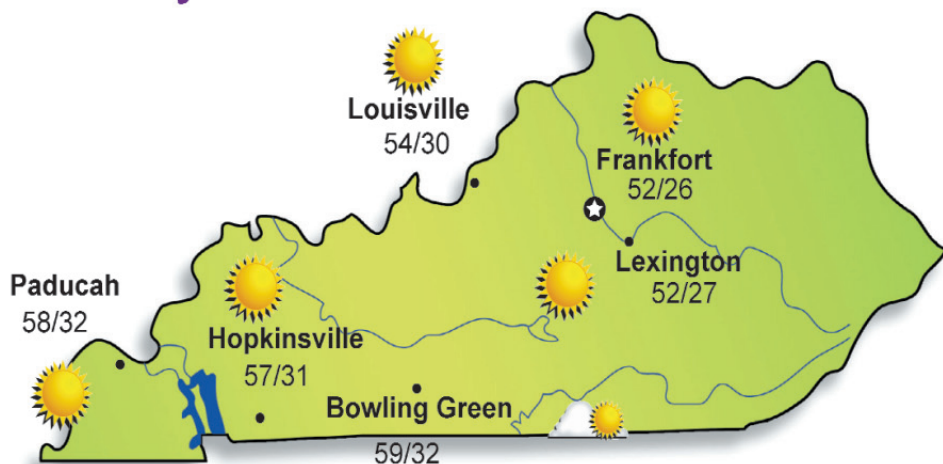 Louisville
54/30
Frankfort
52/26
Lexington
52/27
Paducah
58/32
Hopkinsville
57/31
Bowling Green
59/32